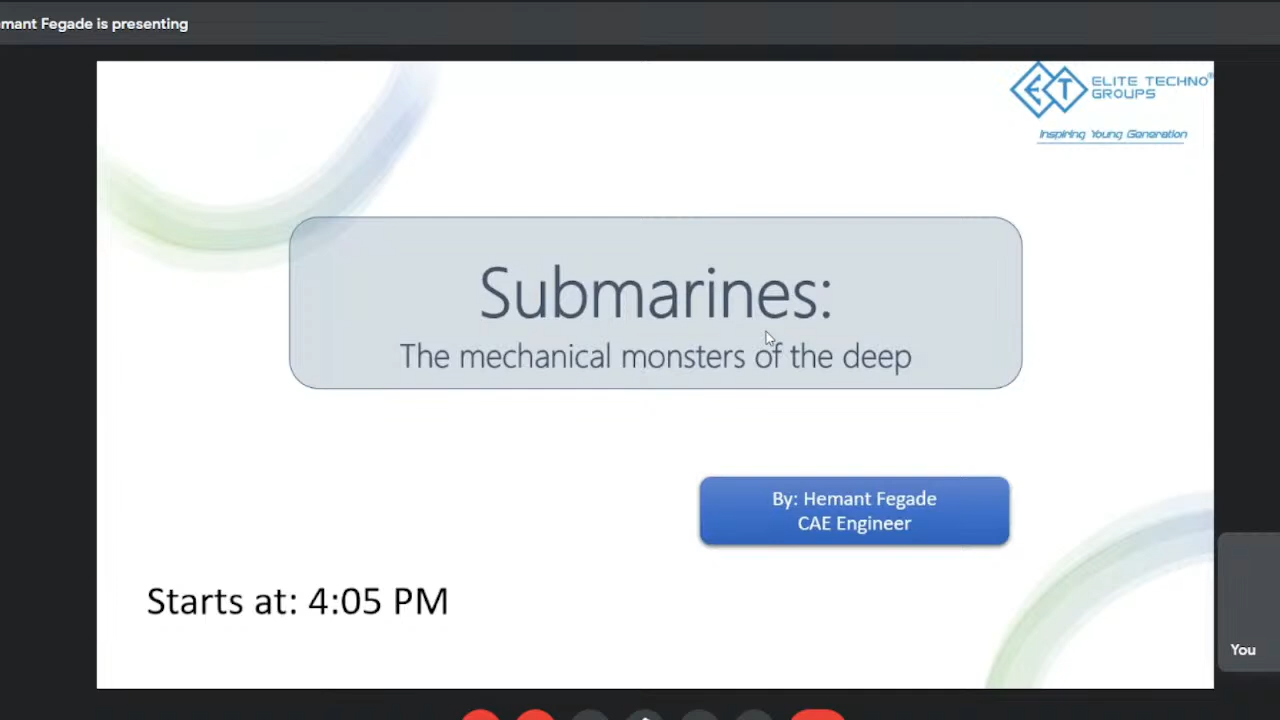 mant Fegade is presenting
ELITE TECHNO®
GROUPS
Inspiring Young Generation
Submarines:
The mechanical monsters of the deep
By: Hemant Fegade
CAE Engineer
Starts at: 4:05 PM
You